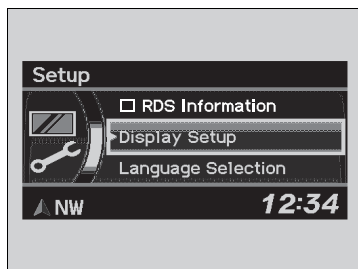 Setup
RDS Information
Display Setup
Language Selection
NW
12:34